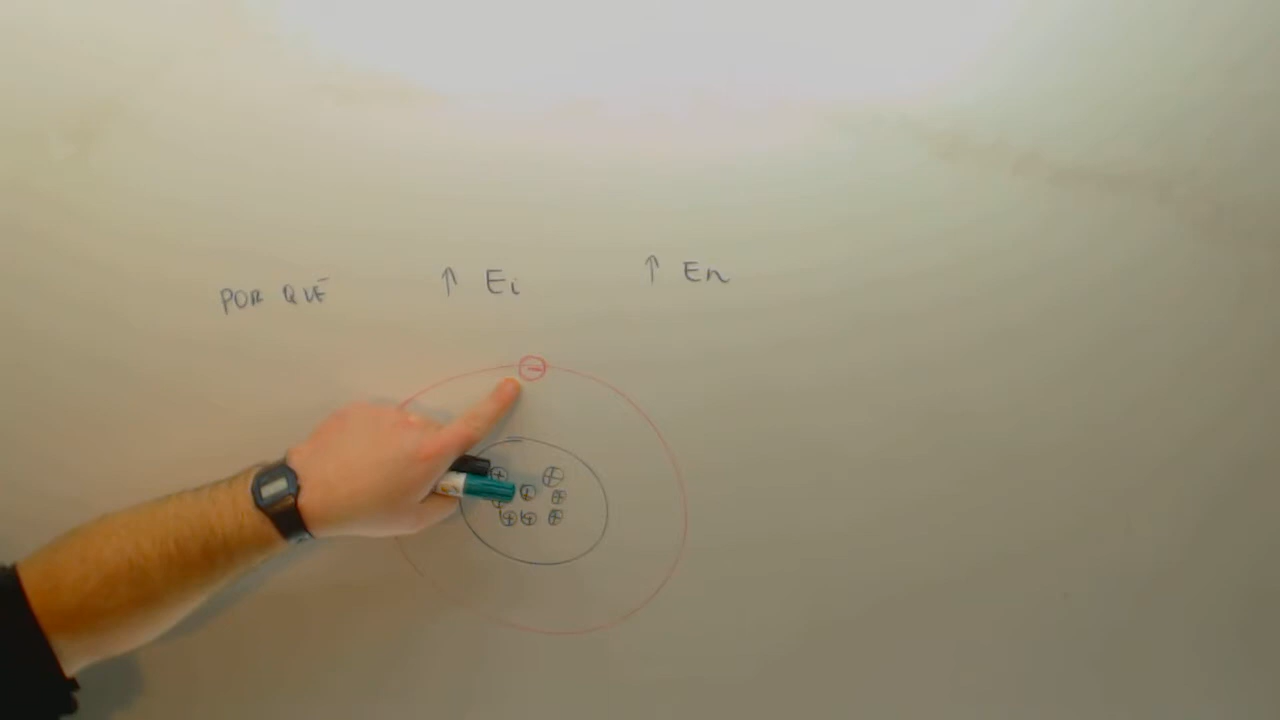 POR QUÉ ↑ Ei ↑ En
-
+ +
+ +
+ + +